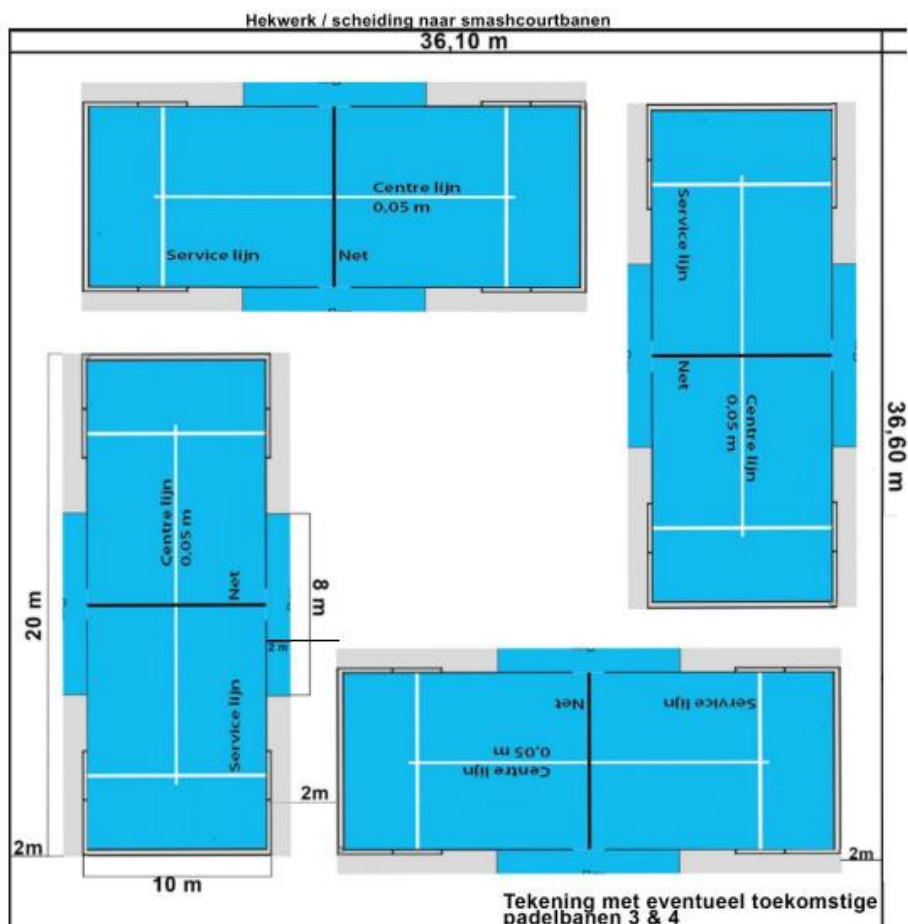 Hekwerk / scheiding naar smashcourtbanen
36,10 m
Centre lijn
0,05 m
Service lijn
Net
Service lijn
Net
Centre lijn
0,05 m
36,60 m
Centre lijn
0,05 m
Net
Service lijn
20 m
8 m
2 m
Net
Service lijn
Centre lijn
0,05 m
2m
2m
2m
10 m
Tekening met eventueel toekomstige
padelbanen 3 & 4